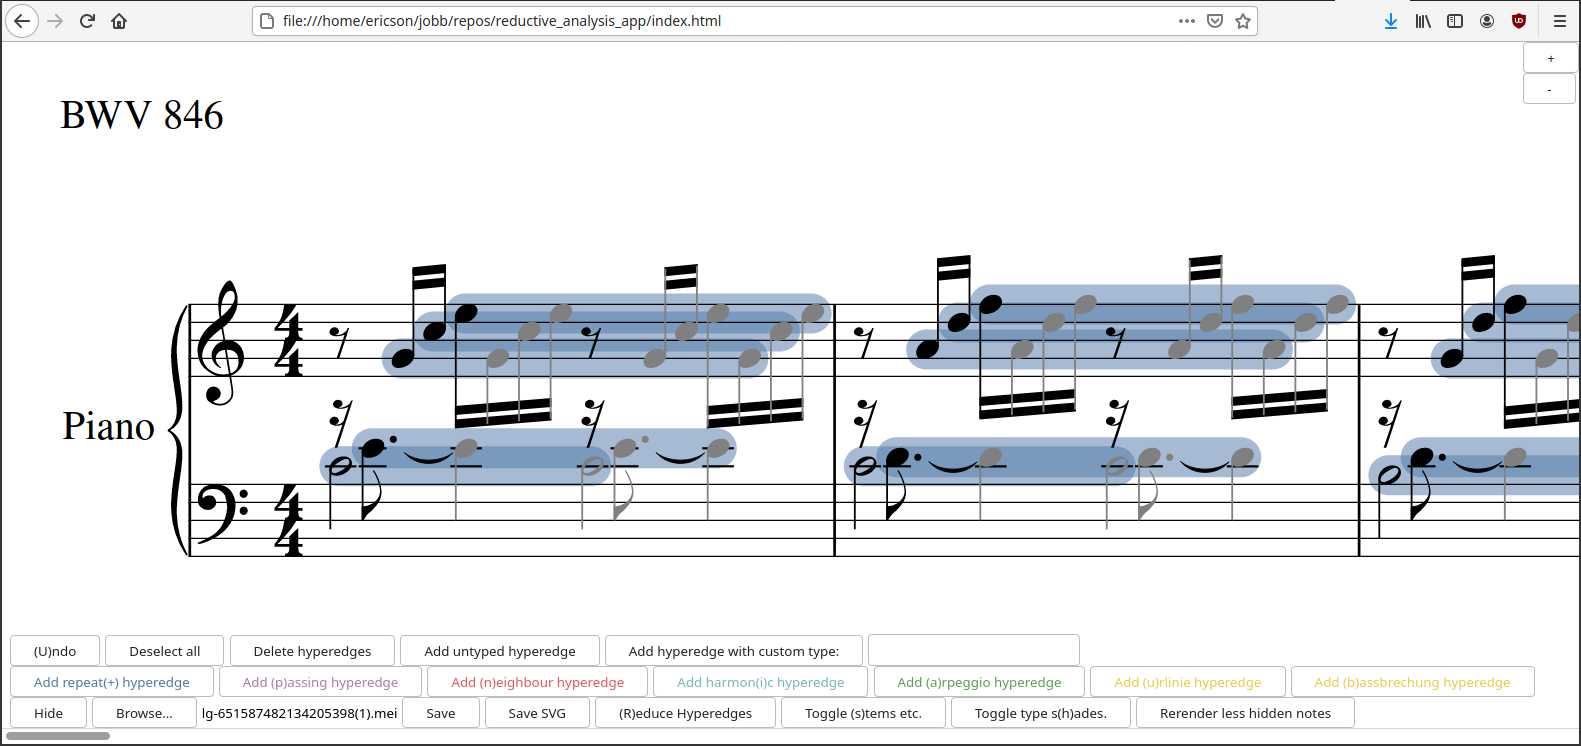 file:///home/ericson/jobb/repos/reductive_analysis_app/index.html
+
-
BWV 846
Piano
(U)ndo Deselect all Delete hyperedges Add untyped hyperedge Add hyperedge with custom type:
Add repeat(+) hyperedge Add (p)assing hyperedge Add (n)eighbour hyperedge Add harmon(i)c hyperedge Add (a)rpeggio hyperedge Add (u)rlinie hyperedge Add (b)assbrechung hyperedge
Hide Browse... lg-651587482134205398(1).mei Save Save SVG (R)educe Hyperedges Toggle (s)tems etc. Toggle type s(h)ades. Rerender less hidden notes